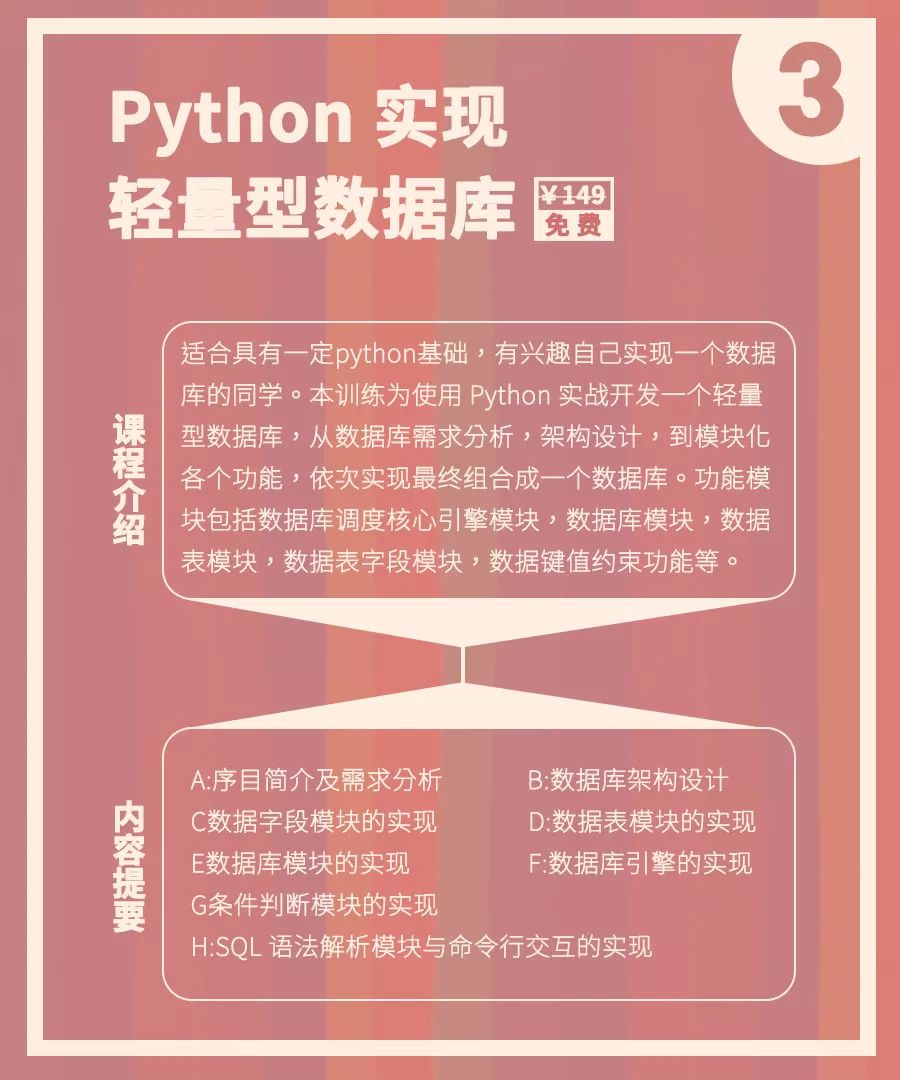 3
Python 实现
轻量型数据库
¥149
免费
课程介绍
适合具有一定python基础，有兴趣自己实现一个数据
库的同学。本训练为使用 Python 实战开发一个轻量
型数据库，从数据库需求分析，架构设计，到模块化
各个功能，依次实现最终组合成一个数据库。功能模
块包括数据库调度核心引擎模块，数据库模块，数据
表模块，数据表字段模块，数据键值约束功能等。
内容提要
A:序目简介及需求分析
B:数据库架构设计
C数据字段模块的实现
D:数据表模块的实现
E数据库模块的实现
F:数据库引擎的实现
G条件判断模块的实现
H:SQL 语法解析模块与命令行交互的实现